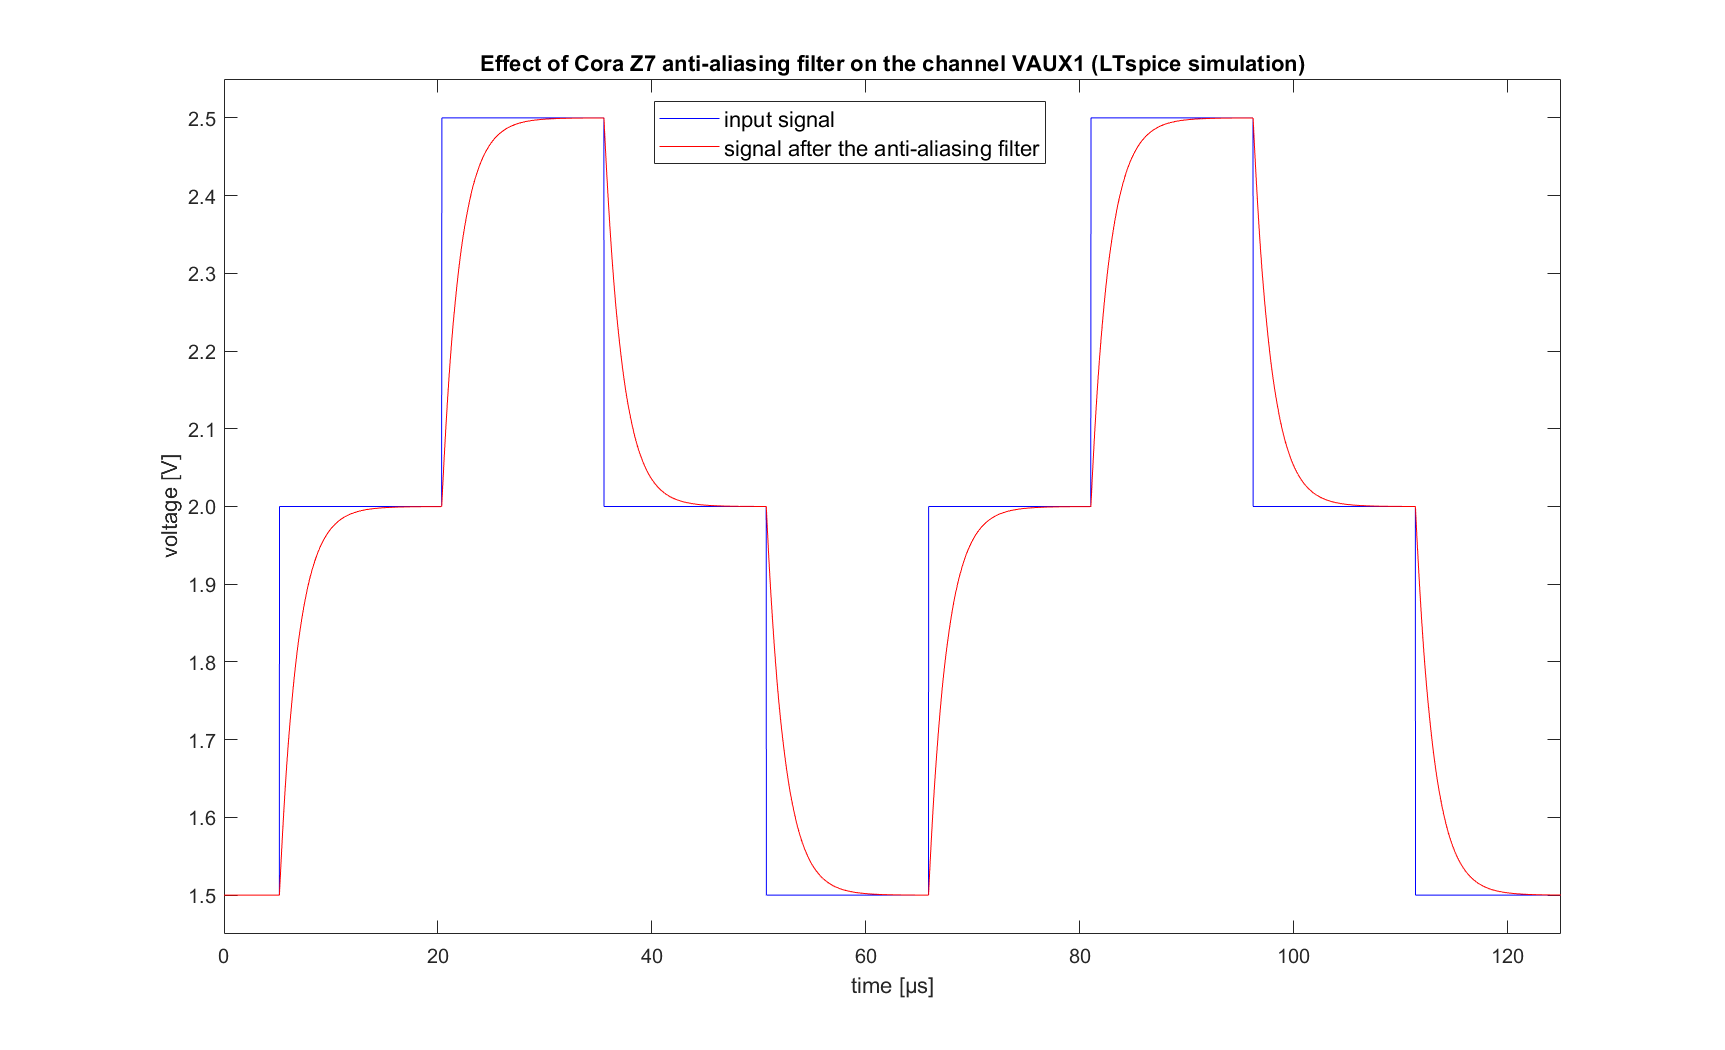 Effect of Cora Z7 anti-aliasing filter on the channel VAUX1 (LTspice simulation)
input signal
signal after the anti-aliasing filter
voltage [V]
2.5
2.4
2.3
2.2
2.1
2.0
1.9
1.8
1.7
1.6
1.5
0 20 40 60 80 100 120
time [µs]